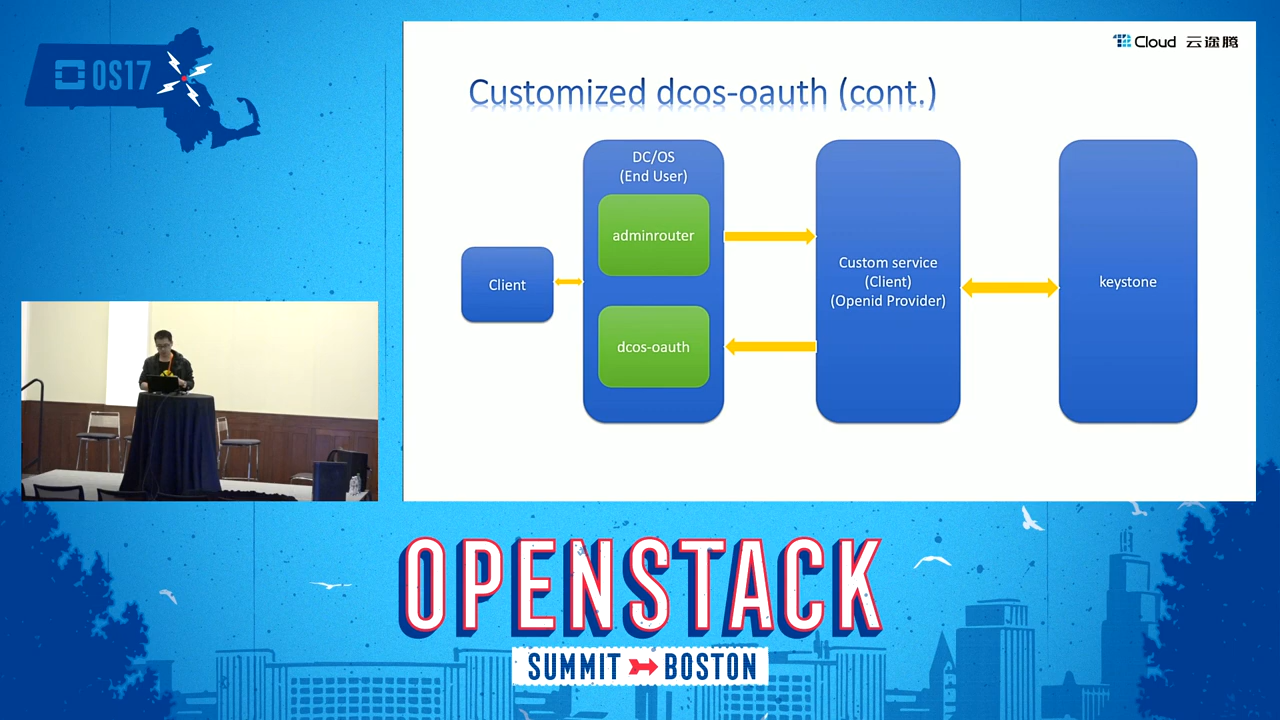 OS17
T2Cloud 云途腾
Customized dcos-oauth (cont.)
DC/OS
(End User)
adminrouter
Client
dcos-oauth
Custom service
(Client)
(Openid Provider)
keystone
OPENSTACK
SUMMIT BOSTON